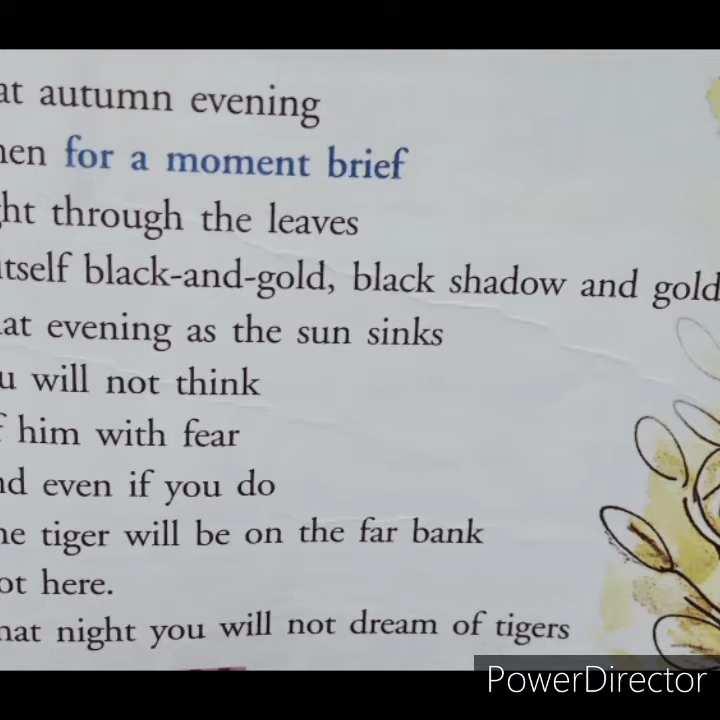 at autumn evening
hen for a moment brief
ght through the leaves
itself black-and-gold, black shadow and gold
at evening as the sun sinks
u will not think
f him with fear
nd even if you do
he tiger will be on the far bank
ot here.
hat night you will not dream of tigers
PowerDirector